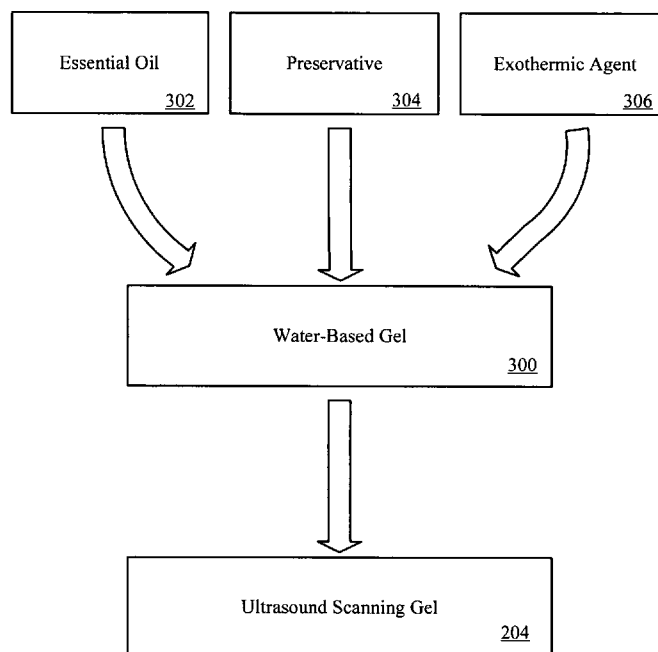 Essential Oil
302
Preservative
304
Exothermic Agent
306
Water-Based Gel
300
Ultrasound Scanning Gel
204